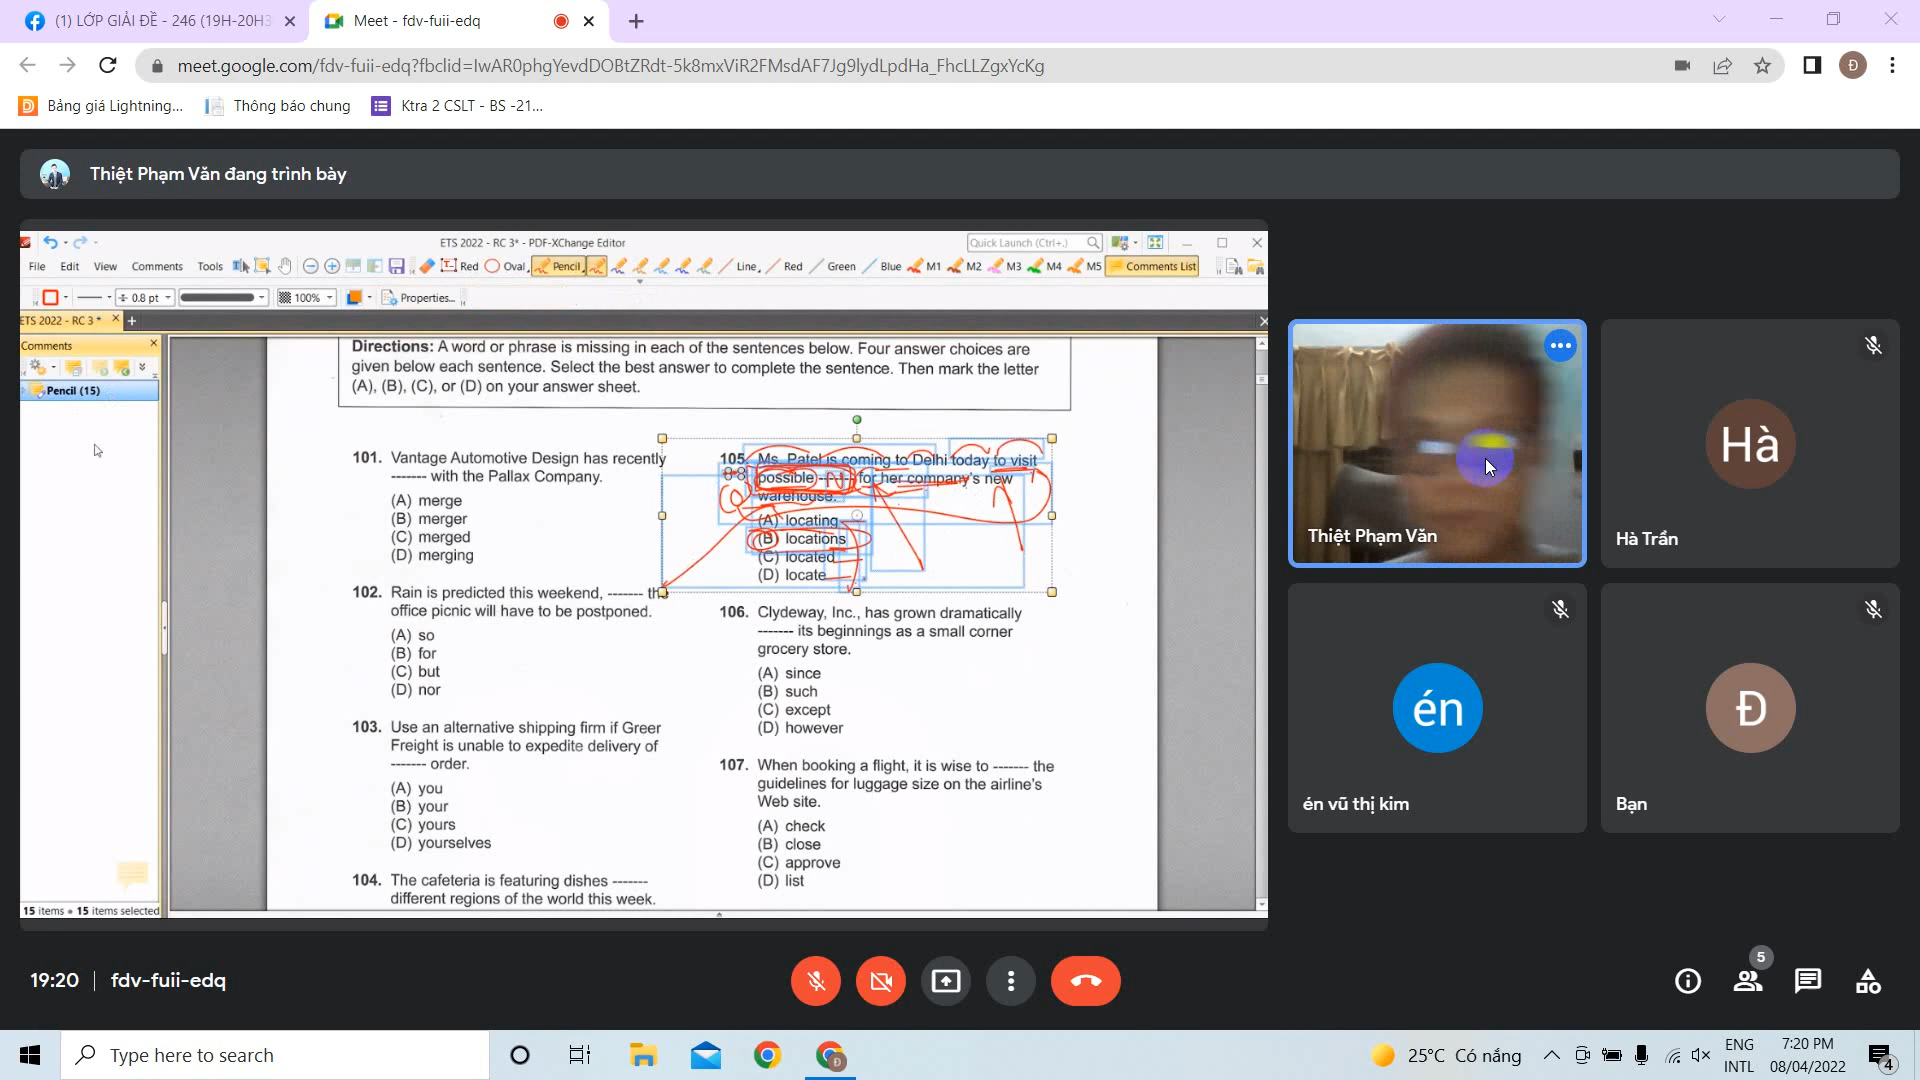 (1) LỚP GIẢI ĐỀ - 246 (19H-20H3
Meet - fdv-fuii-edq
meet.google.com/fdv-fuii-edq?fbclid=IwAR0phgYevdDOBtZRdt-5k8mxViR2FMsdAF7Jg9lydLpdHa_FhcLLZgxYcKg
Đ
Bảng giá Lightning...
Thông báo chung
Ktra 2 CSLT - BS -21...
Thiệt Phạm Văn đang trình bày
ETS 2022 - RC 3* - PDF-XChange Editor
Quick Launch (Ctrl+.)
File Edit View Comments Tools Red Oval Pencil Line Red Green Blue M1 M2 M3 M4 M5 Comments List
0.8 pt 100% Properties...
ETS 2022 - RC 3 *
Comments
Pencil (15)
15 items • 15 items selected
Directions: A word or phrase is missing in each of the sentences below. Four answer choices are
given below each sentence. Select the best answer to complete the sentence. Then mark the letter
(A), (B), (C), or (D) on your answer sheet.
101. Vantage Automotive Design has recently
------- with the Pallax Company.
(A) merge
(B) merger
(C) merged
(D) merging
102. Rain is predicted this weekend, ------- the
office picnic will have to be postponed.
(A) so
(B) for
(C) but
(D) nor
103. Use an alternative shipping firm if Greer
Freight is unable to expedite delivery of
------- order.
(A) you
(B) your
(C) yours
(D) yourselves
104. The cafeteria is featuring dishes -------
different regions of the world this week.
105. Ms. Patel is coming to Delhi today to visit
possible ------- for her company's new
warehouse.
(A) locating
(B) locations
(C) located
(D) locate
106. Clydeway, Inc., has grown dramatically
------- its beginnings as a small corner
grocery store.
(A) since
(B) such
(C) except
(D) however
107. When booking a flight, it is wise to ------- the
guidelines for luggage size on the airline's
Web site.
(A) check
(B) close
(C) approve
(D) list
Thiệt Phạm Văn
Hà
Hà Trần
én
én vũ thị kim
Đ
Bạn
19:20 | fdv-fuii-edq
5
Type here to search
25°C Có nắng
ENG
INTL
7:20 PM
08/04/2022
4